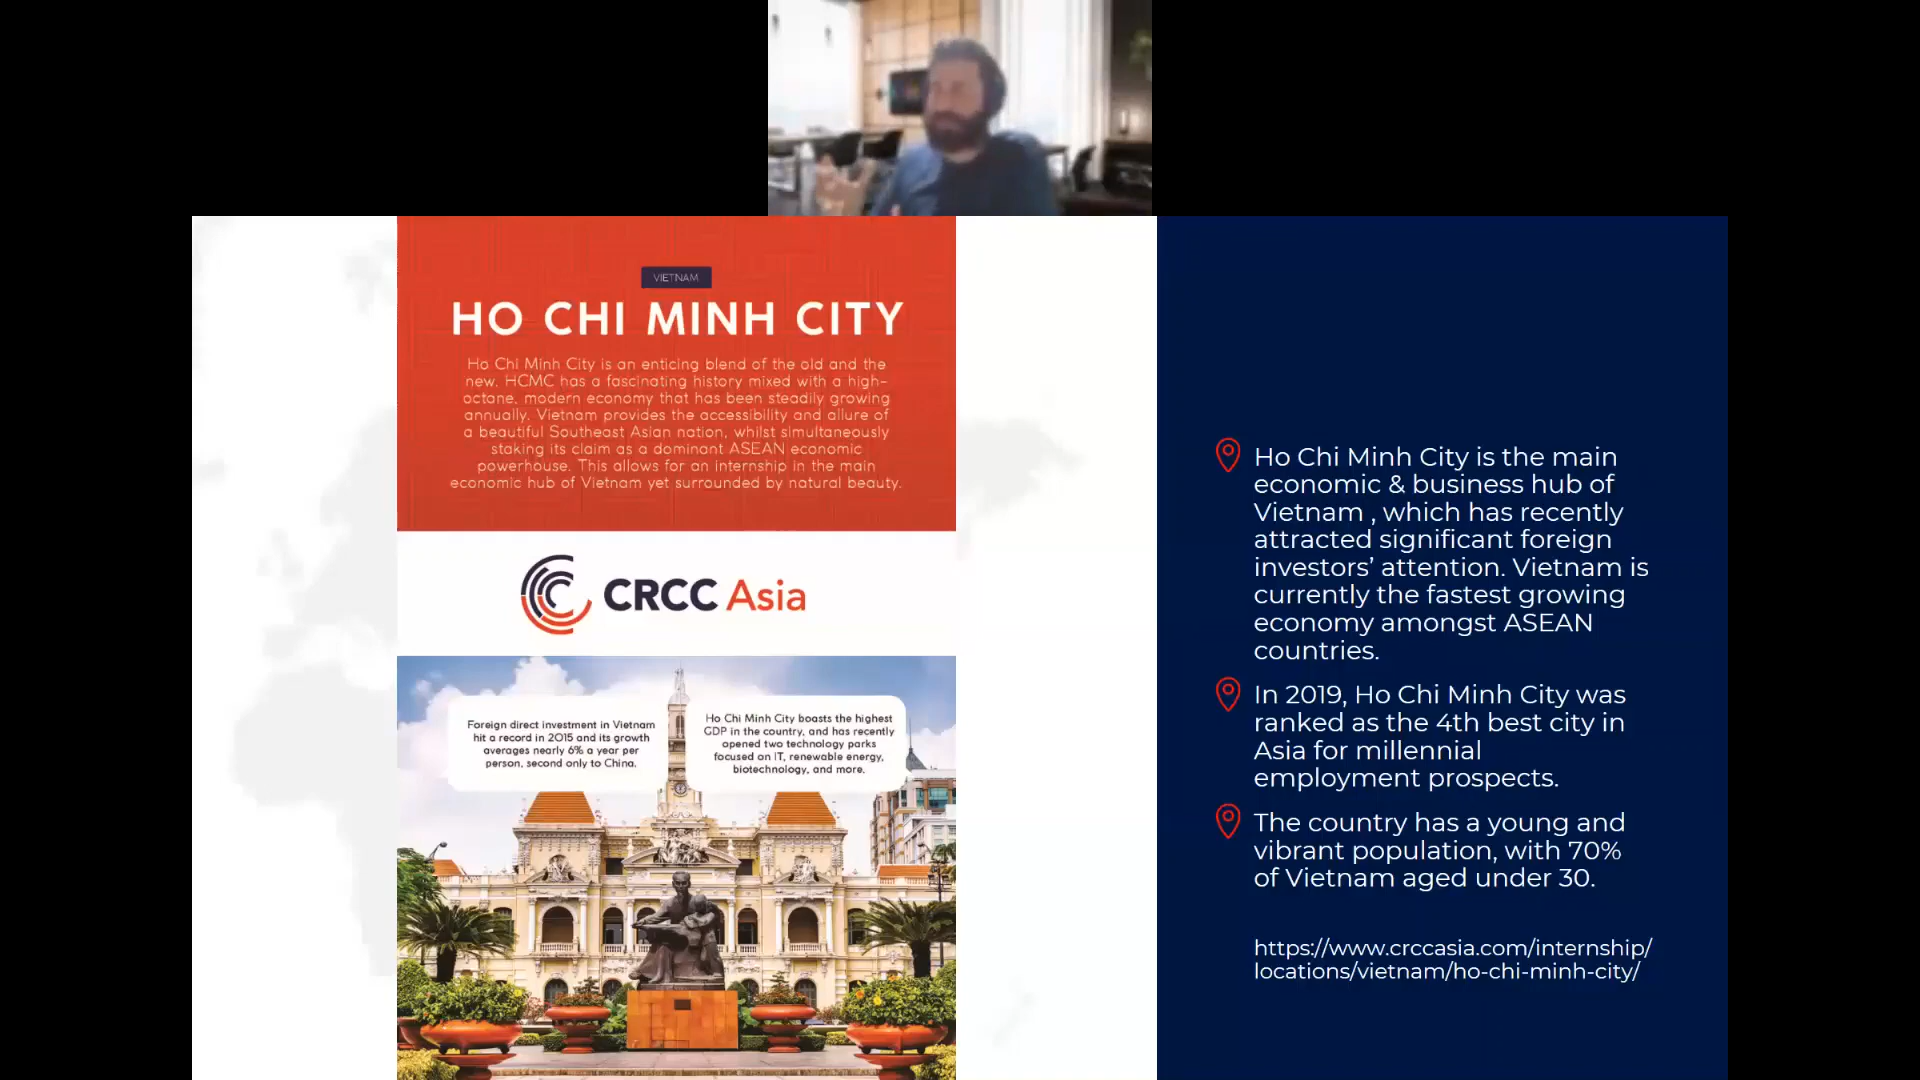 VIETNAM
HO CHI MINH CITY
Ho Chi Minh City is an enticing blend of the old and the
new. HCMC has a fascinating history mixed with a high-
octane, modern economy that has been steadily growing
annually. Vietnam provides the accessibility and allure of
a beautiful Southeast Asian nation, whilst simultaneously
staking its claim as a dominant ASEAN economic
powerhouse. This allows for an internship in the main
economic hub of Vietnam yet surrounded by natural beauty.
CRCC Asia
Foreign direct investment in Vietnam
hit a record in 2015 and its growth
averages nearly 6% a year per
person, second only to China.
Ho Chi Minh City boasts the highest
GDP in the country, and has recently
opened two technology parks
focused on IT, renewable energy,
biotechnology, and more.
Ho Chi Minh City is the main
economic & business hub of
Vietnam , which has recently
attracted significant foreign
investors’ attention. Vietnam is
currently the fastest growing
economy amongst ASEAN
countries.
In 2019, Ho Chi Minh City was
ranked as the 4th best city in
Asia for millennial
employment prospects.
The country has a young and
vibrant population, with 70%
of Vietnam aged under 30.
https://www.crccasia.com/internship/
locations/vietnam/ho-chi-minh-city/